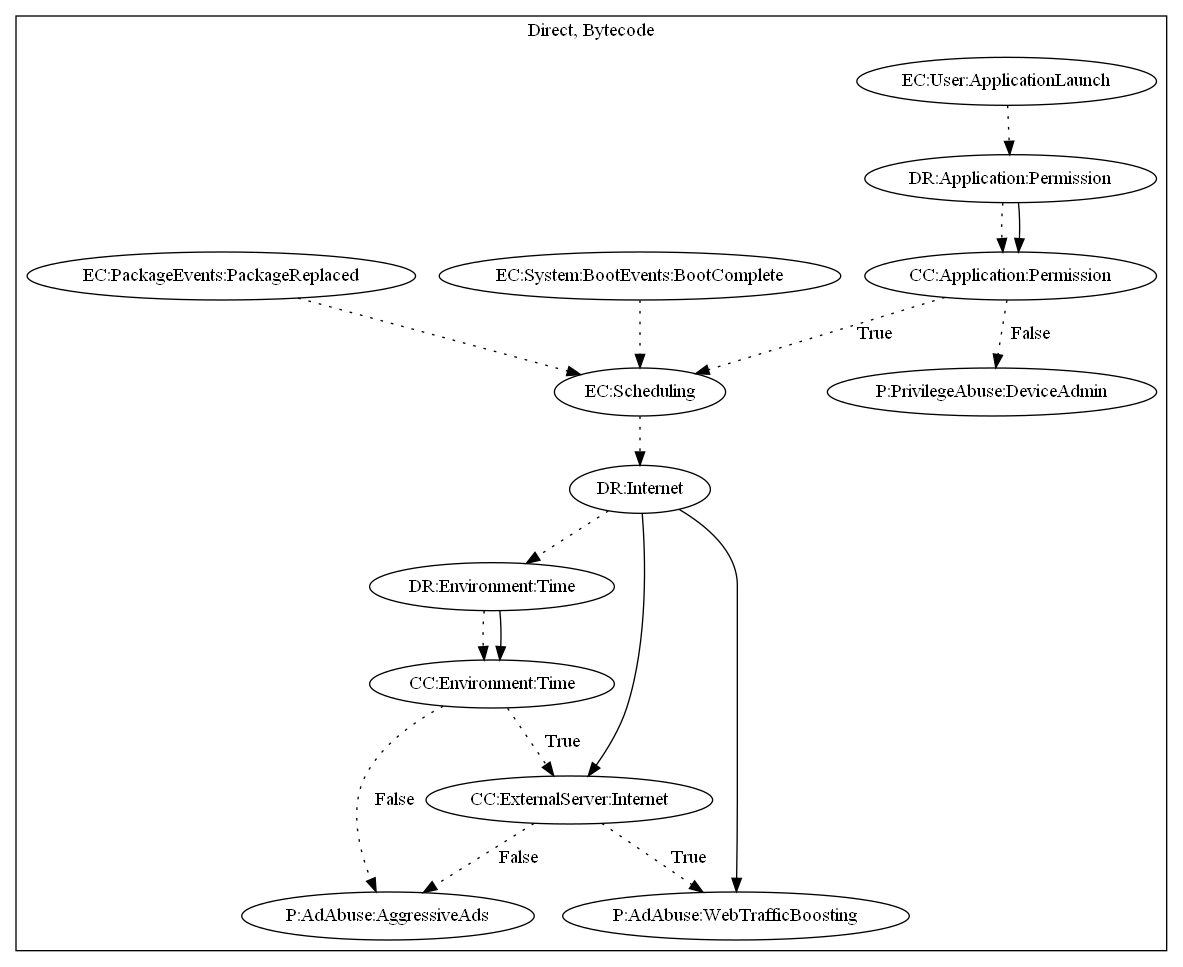 Direct, Bytecode
EC:User:ApplicationLaunch
DR:Application:Permission
EC:PackageEvents:PackageReplaced
EC:System:BootEvents:BootComplete
CC:Application:Permission
True
False
EC:Scheduling
P:PrivilegeAbuse:DeviceAdmin
DR:Internet
DR:Environment:Time
CC:Environment:Time
True
False
CC:ExternalServer:Internet
False
True
P:AdAbuse:AggressiveAds
P:AdAbuse:WebTrafficBoosting